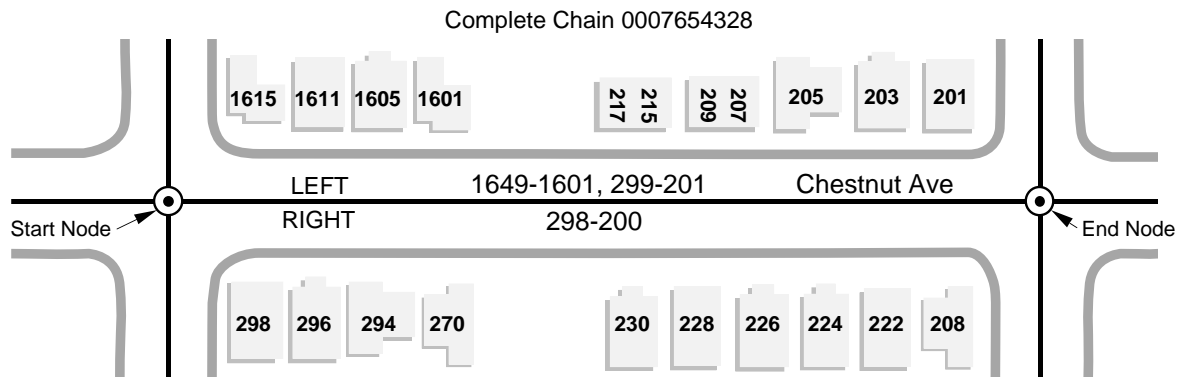 Complete Chain 0007654328
1615 1611 1605 1601 217 215 209 207 205 203 201
LEFT 1649-1601, 299-201 Chestnut Ave
RIGHT 298-200
Start Node End Node
298 296 294 270 230 228 226 224 222 208